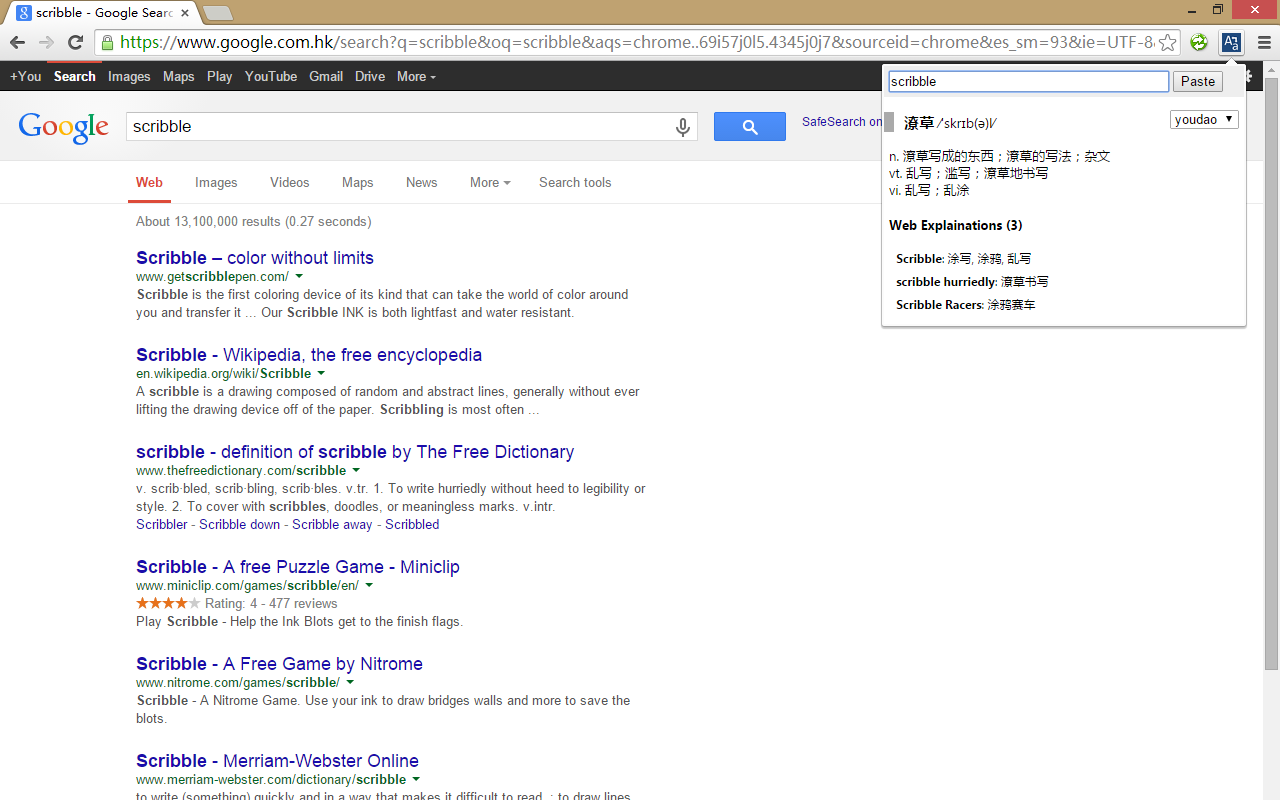 scribble - Google Searc
https://www.google.com.hk/search?q=scribble&oq=scribble&aqs=chrome..69i57j0l5.4345j0j7&sourceid=chrome&es_sm=93&ie=UTF-8
+You Search Images Maps Play YouTube Gmail Drive More
Google scribble SafeSearch on
Web Images Videos Maps News More Search tools
About 13,100,000 results (0.27 seconds)
Scribble – color without limits
www.getscribblepen.com/
Scribble is the first coloring device of its kind that can take the world of color around
you and transfer it ... Our Scribble INK is both lightfast and water resistant.
Scribble - Wikipedia, the free encyclopedia
en.wikipedia.org/wiki/Scribble
A scribble is a drawing composed of random and abstract lines, generally without ever
lifting the drawing device off of the paper. Scribbling is most often ...
scribble - definition of scribble by The Free Dictionary
www.thefreedictionary.com/scribble
v. scrib·bled, scrib·bling, scrib·bles. v.tr. 1. To write hurriedly without heed to legibility or
style. 2. To cover with scribbles, doodles, or meaningless marks. v.intr.
Scribbler - Scribble down - Scribble away - Scribbled
Scribble - A free Puzzle Game - Miniclip
www.miniclip.com/games/scribble/en/
Rating: 4 - 477 reviews
Play Scribble - Help the Ink Blots get to the finish flags.
Scribble - A Free Game by Nitrome
www.nitrome.com/games/scribble/
Scribble - A Nitrome Game. Use your ink to draw bridges walls and more to save the
blots.
Scribble - Merriam-Webster Online
www.merriam-webster.com/dictionary/scribble
to write (something) quickly and in a way that makes it difficult to read. : to draw lines
scribble Paste
潦草 /'skrɪb(ə)l/ youdao
n. 潦草写成的东西；潦草的写法；杂文
vt. 乱写；滥写；潦草地书写
vi. 乱写；乱涂
Web Explainations (3)
Scribble: 涂写, 涂鸦, 乱写
scribble hurriedly: 潦草书写
Scribble Racers: 涂鸦赛车